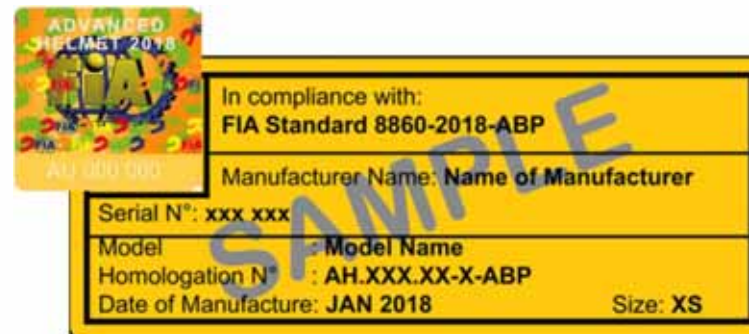 ADVANCED
HELMET 2018
FIA
AU 000 000
In compliance with:
FIA Standard 8860-2018-ABP
Manufacturer Name: Name of Manufacturer
Serial N°: xxx xxx
Model : Model Name
Homologation N° : AH.XXX.XX-X-ABP
Date of Manufacture: JAN 2018 Size: XS
SAMPLE